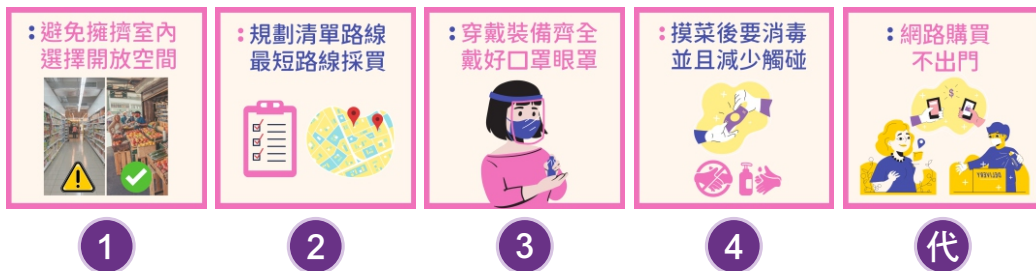 ：避免擁擠室內
選擇開放空間
：規劃清單路線
最短路線採買
：穿戴裝備齊全
戴好口罩眼罩
：摸菜後要消毒
並且減少觸碰
：網路購買
不出門
1
2
3
4
代